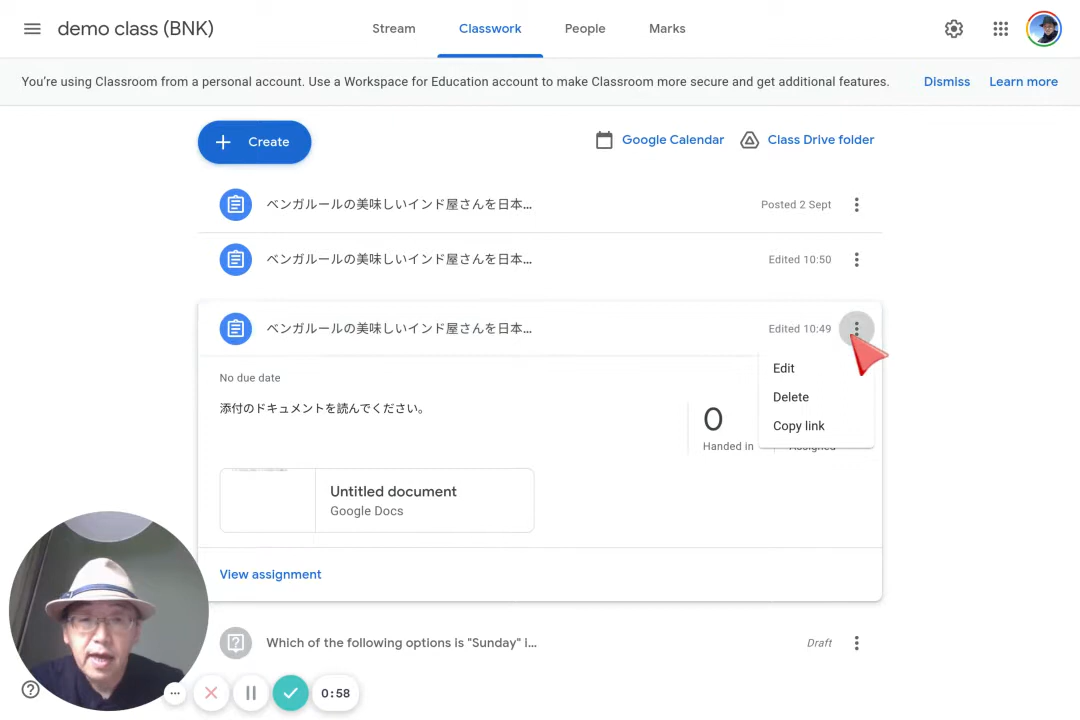 demo class (BNK)
Stream
Classwork
People
Marks
You're using Classroom from a personal account. Use a Workspace for Education account to make Classroom more secure and get additional features.
Dismiss
Learn more
Create
Google Calendar
Class Drive folder
ベンガルールの美味しいインド屋さんを日本...
Posted 2 Sept
ベンガルールの美味しいインド屋さんを日本...
Edited 10:50
ベンガルールの美味しいインド屋さんを日本...
Edited 10:49
Edit
Delete
Copy link
No due date
添付のドキュメントを読んでください。
0
Handed in
Assigned
Untitled document
Google Docs
View assignment
Which of the following options is "Sunday" i...
Draft
0:58